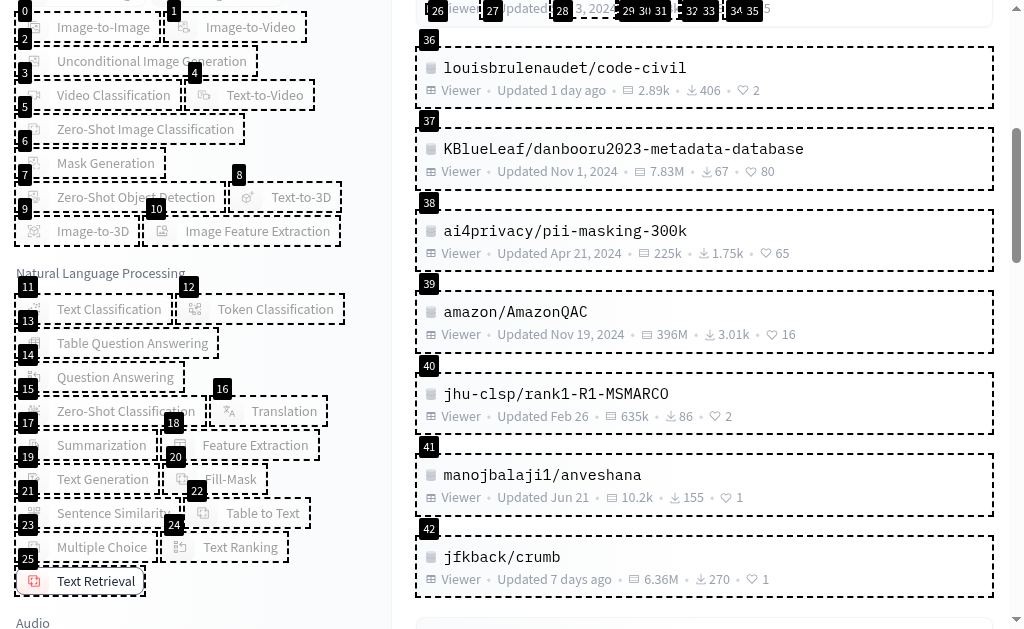 0
1
Image-to-Image
Image-to-Video
2
Unconditional Image Generation
3
4
Video Classification
Text-to-Video
5
Zero-Shot Image Classification
6
Mask Generation
7
8
Zero-Shot Object Detection
Text-to-3D
9
10
Image-to-3D
Image Feature Extraction
Natural Language Processing
11
12
Text Classification
Token Classification
13
Table Question Answering
14
Question Answering
15
16
Zero-Shot Classification
Translation
17
18
Summarization
Feature Extraction
19
20
Text Generation
Fill-Mask
21
22
Sentence Similarity
Table to Text
23
24
Multiple Choice
Text Ranking
25
Text Retrieval
Audio
26 27 28 29 30 31 32 33 34 35
Updated 3, 2024
36
louisbrulenaudet/code-civil
Viewer • Updated 1 day ago • 2.89k • 406 • 2
37
KBlueLeaf/danbooru2023-metadata-database
Viewer • Updated Nov 1, 2024 • 7.83M • 67 • 80
38
ai4privacy/pii-masking-300k
Viewer • Updated Apr 21, 2024 • 225k • 1.75k • 65
39
amazon/AmazonQAC
Viewer • Updated Nov 19, 2024 • 396M • 3.01k • 16
40
jhu-clsp/rank1-R1-MSMARCO
Viewer • Updated Feb 26 • 635k • 86 • 2
41
manojbalaji1/anveshana
Viewer • Updated Jun 21 • 10.2k • 155 • 1
42
jfkback/crumb
Viewer • Updated 7 days ago • 6.36M • 270 • 1